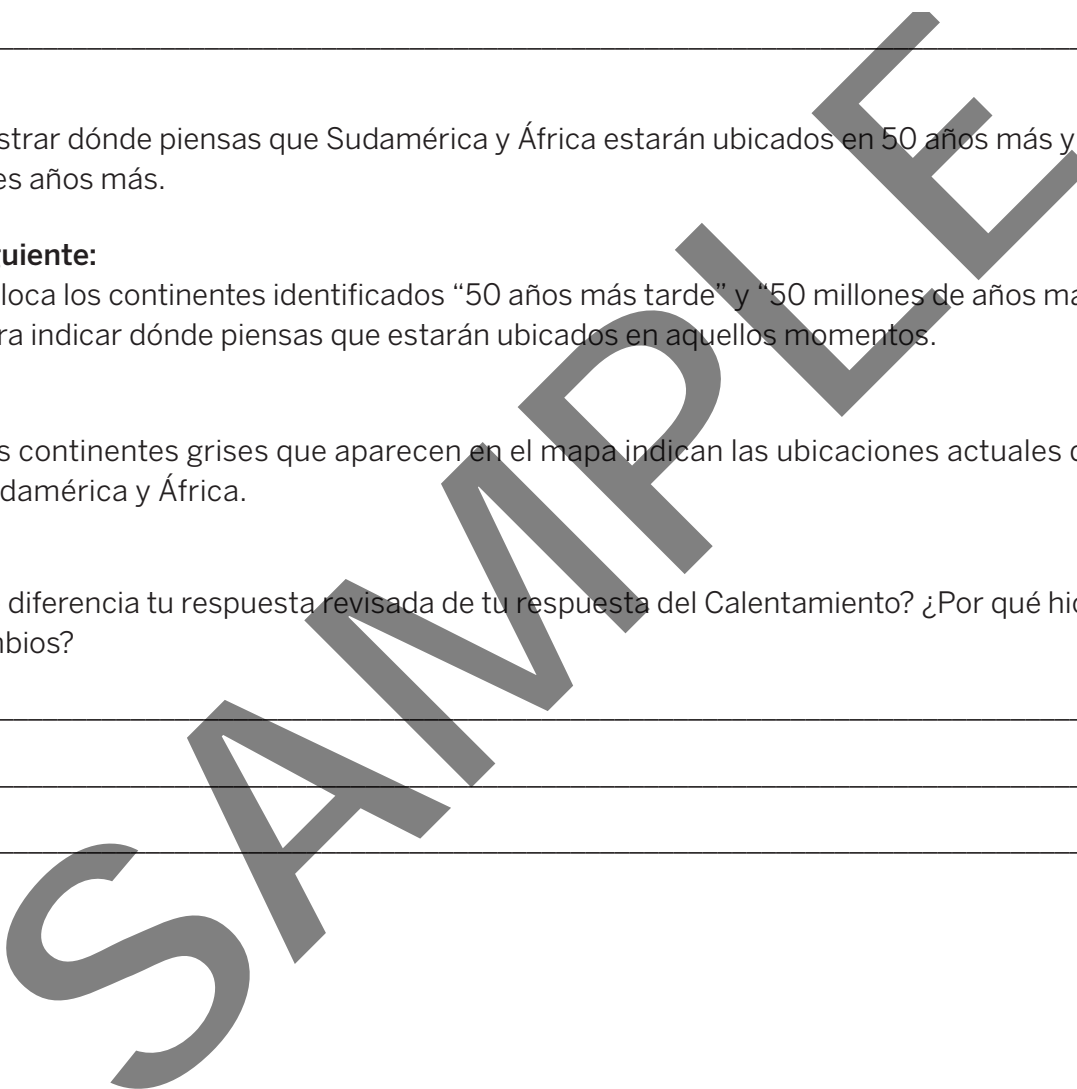 strar dónde piensas que Sudamérica y África estarán ubicados en 50 años más y
es años más.
uiente:
loca los continentes identificados “50 años más tarde” y “50 millones de años má
ra indicar dónde piensas que estarán ubicados en aquellos momentos.
s continentes grises que aparecen en el mapa indican las ubicaciones actuales d
damérica y África.
diferencia tu respuesta revisada de tu respuesta del Calentamiento? ¿Por qué hic
nbios?
SAMPLE